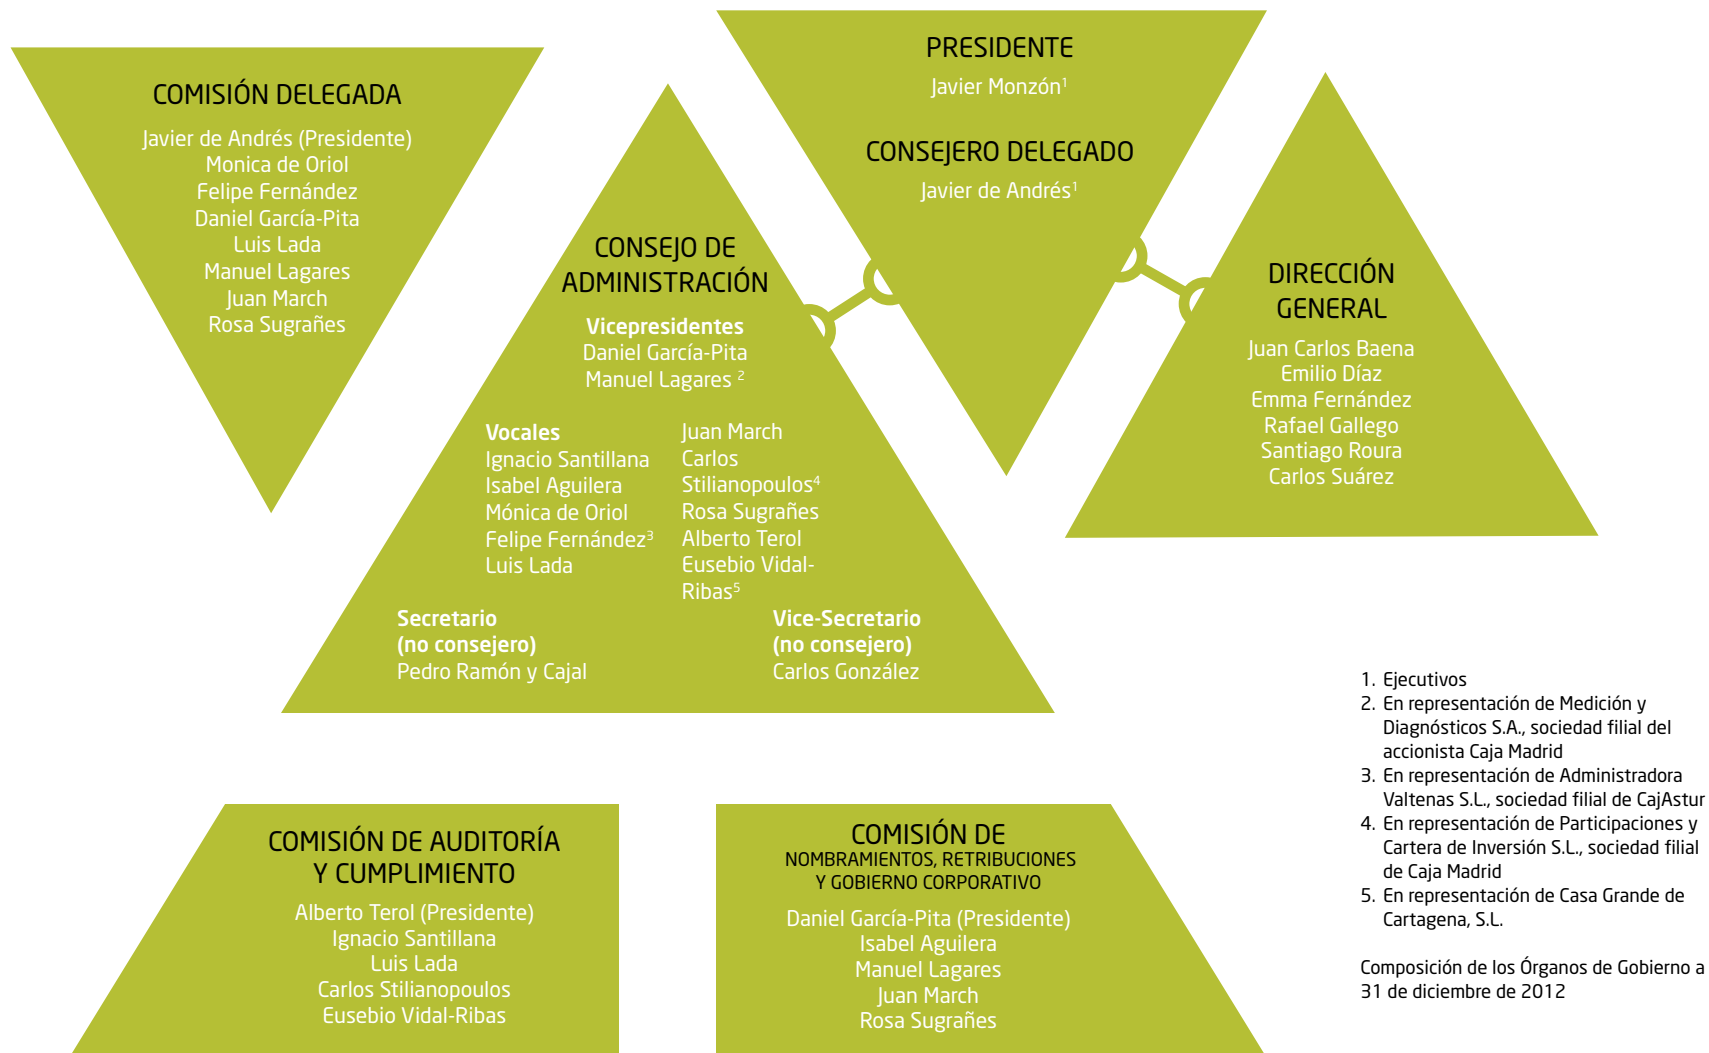 COMISIÓN DELEGADA
Javier de Andrés (Presidente)
Monica de Oriol
Felipe Fernández
Daniel García-Pita
Luis Lada
Manuel Lagares
Juan March
Rosa Sugrañes
PRESIDENTE
Javier Monzón¹
CONSEJERO DELEGADO
Javier de Andrés¹
CONSEJO DE
ADMINISTRACIÓN
Vicepresidentes
Daniel García-Pita
Manuel Lagares ²
Vocales
Ignacio Santillana
Isabel Aguilera
Mónica de Oriol
Felipe Fernández³
Luis Lada
Juan March
Carlos
Stilianopoulos⁴
Rosa Sugrañes
Alberto Terol
Eusebio Vidal-
Ribas⁵
Secretario
(no consejero)
Pedro Ramón y Cajal
Vice-Secretario
(no consejero)
Carlos González
DIRECCIÓN
GENERAL
Juan Carlos Baena
Emilio Díaz
Emma Fernández
Rafael Gallego
Santiago Roura
Carlos Suárez
COMISIÓN DE AUDITORÍA
Y CUMPLIMIENTO
Alberto Terol (Presidente)
Ignacio Santillana
Luis Lada
Carlos Stilianopoulos
Eusebio Vidal-Ribas
COMISIÓN DE
NOMBRAMIENTOS, RETRIBUCIONES
Y GOBIERNO CORPORATIVO
Daniel García-Pita (Presidente)
Isabel Aguilera
Manuel Lagares
Juan March
Rosa Sugrañes
1. Ejecutivos
2. En representación de Medición y
Diagnósticos S.A., sociedad filial del
accionista Caja Madrid
3. En representación de Administradora
Valtenas S.L., sociedad filial de CajAstur
4. En representación de Participaciones y
Cartera de Inversión S.L., sociedad filial
de Caja Madrid
5. En representación de Casa Grande de
Cartagena, S.L.
Composición de los Órganos de Gobierno a
31 de diciembre de 2012